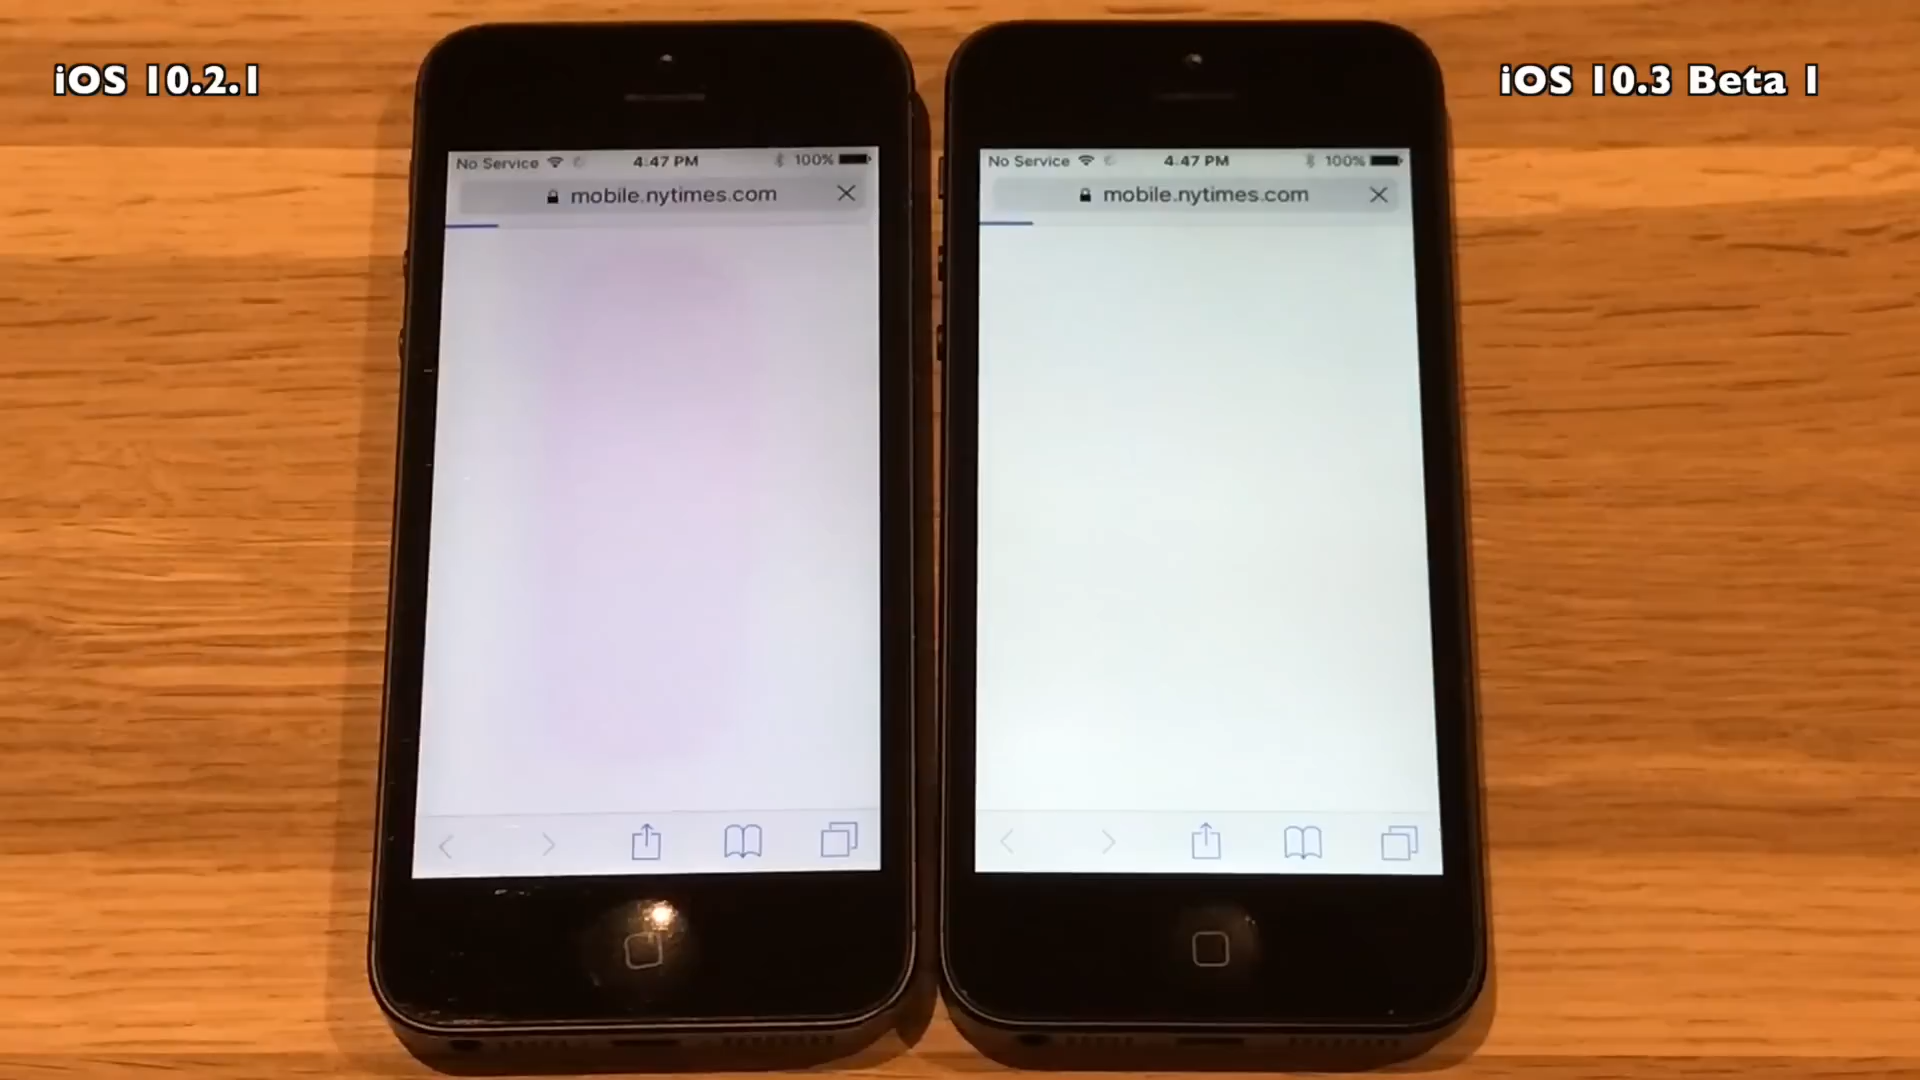 iOS 10.2.1
iOS 10.3 Beta 1
No Service 4:47 PM 100%
mobile.nytimes.com
No Service 4:47 PM 100%
mobile.nytimes.com